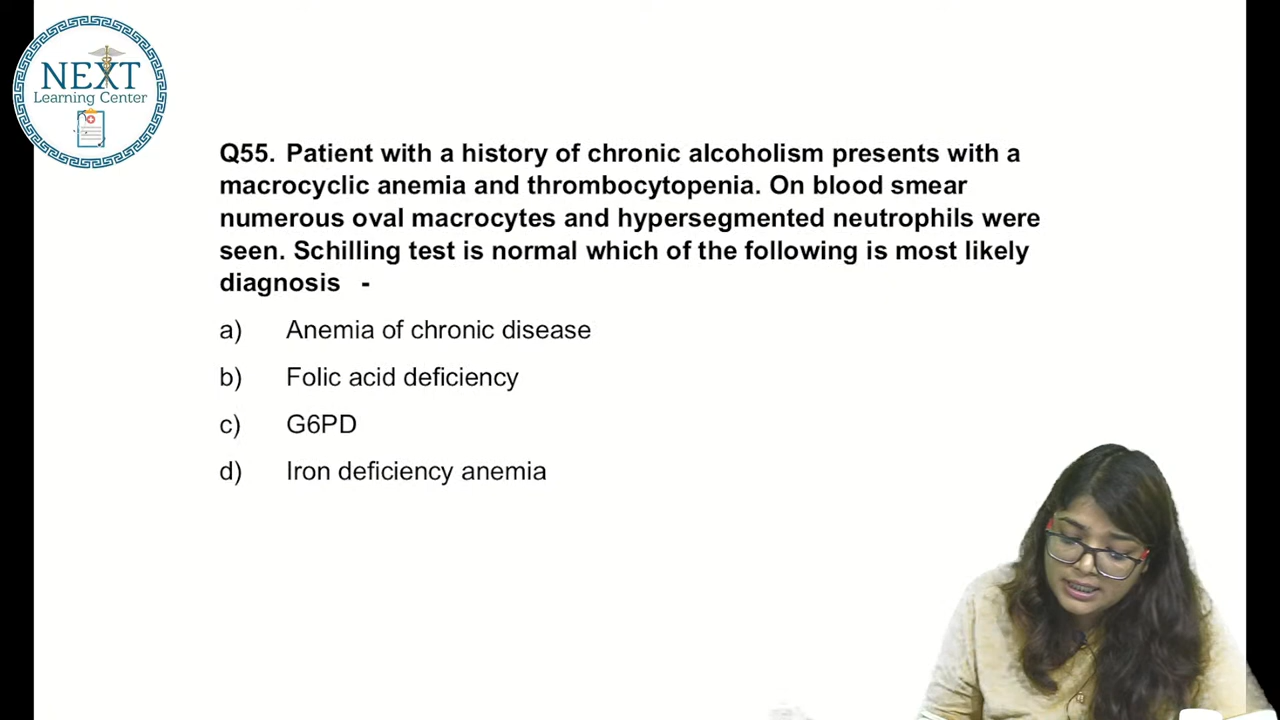 NEXT
Learning Center
Q55. Patient with a history of chronic alcoholism presents with a
macrocyclic anemia and thrombocytopenia. On blood smear
numerous oval macrocytes and hypersegmented neutrophils were
seen. Schilling test is normal which of the following is most likely
diagnosis -
a) Anemia of chronic disease
b) Folic acid deficiency
c) G6PD
d) Iron deficiency anemia